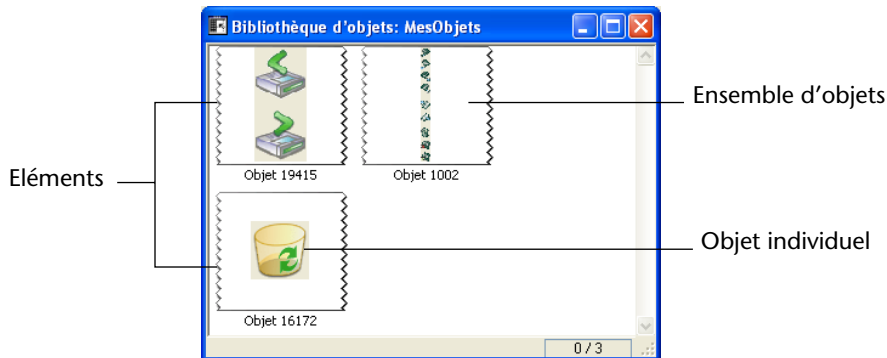 Bibliothèque d'objets: MesObjets
Ensemble d'objets
Objet 19415
Objet 1002
Eléments
Objet individuel
Objet 16172
0 / 3